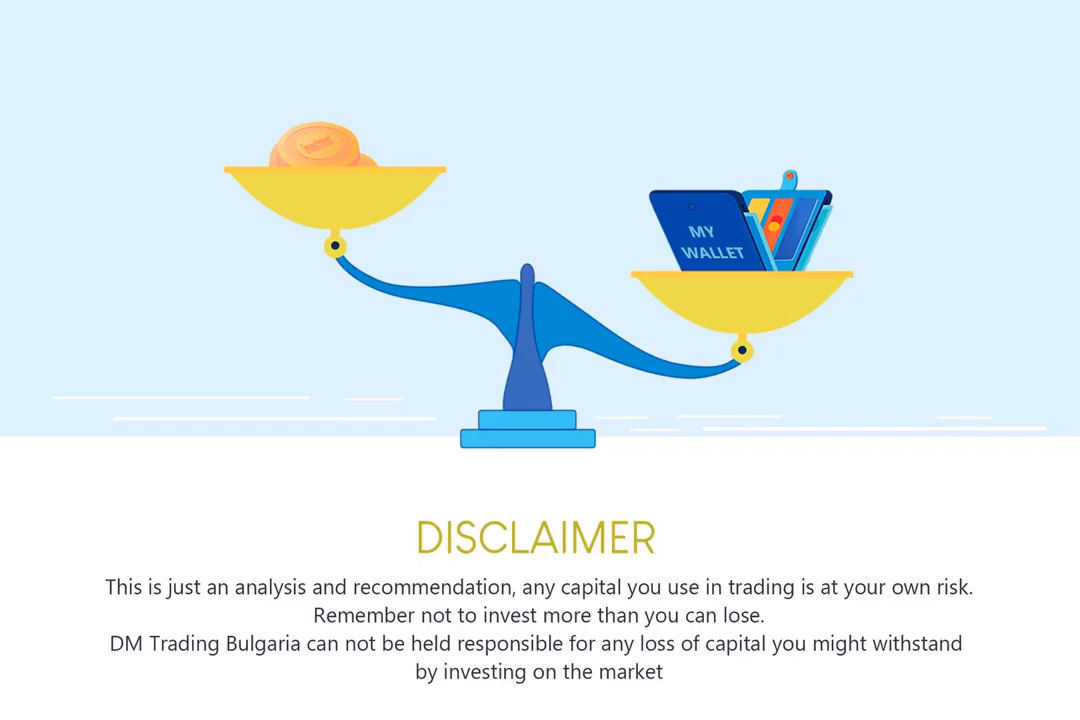 MY
WALLET
DISCLAIMER
This is just an analysis and recommendation, any capital you use in trading is at your own risk.
Remember not to invest more than you can lose.
DM Trading Bulgaria can not be held responsible for any loss of capital you might withstand
by investing on the market